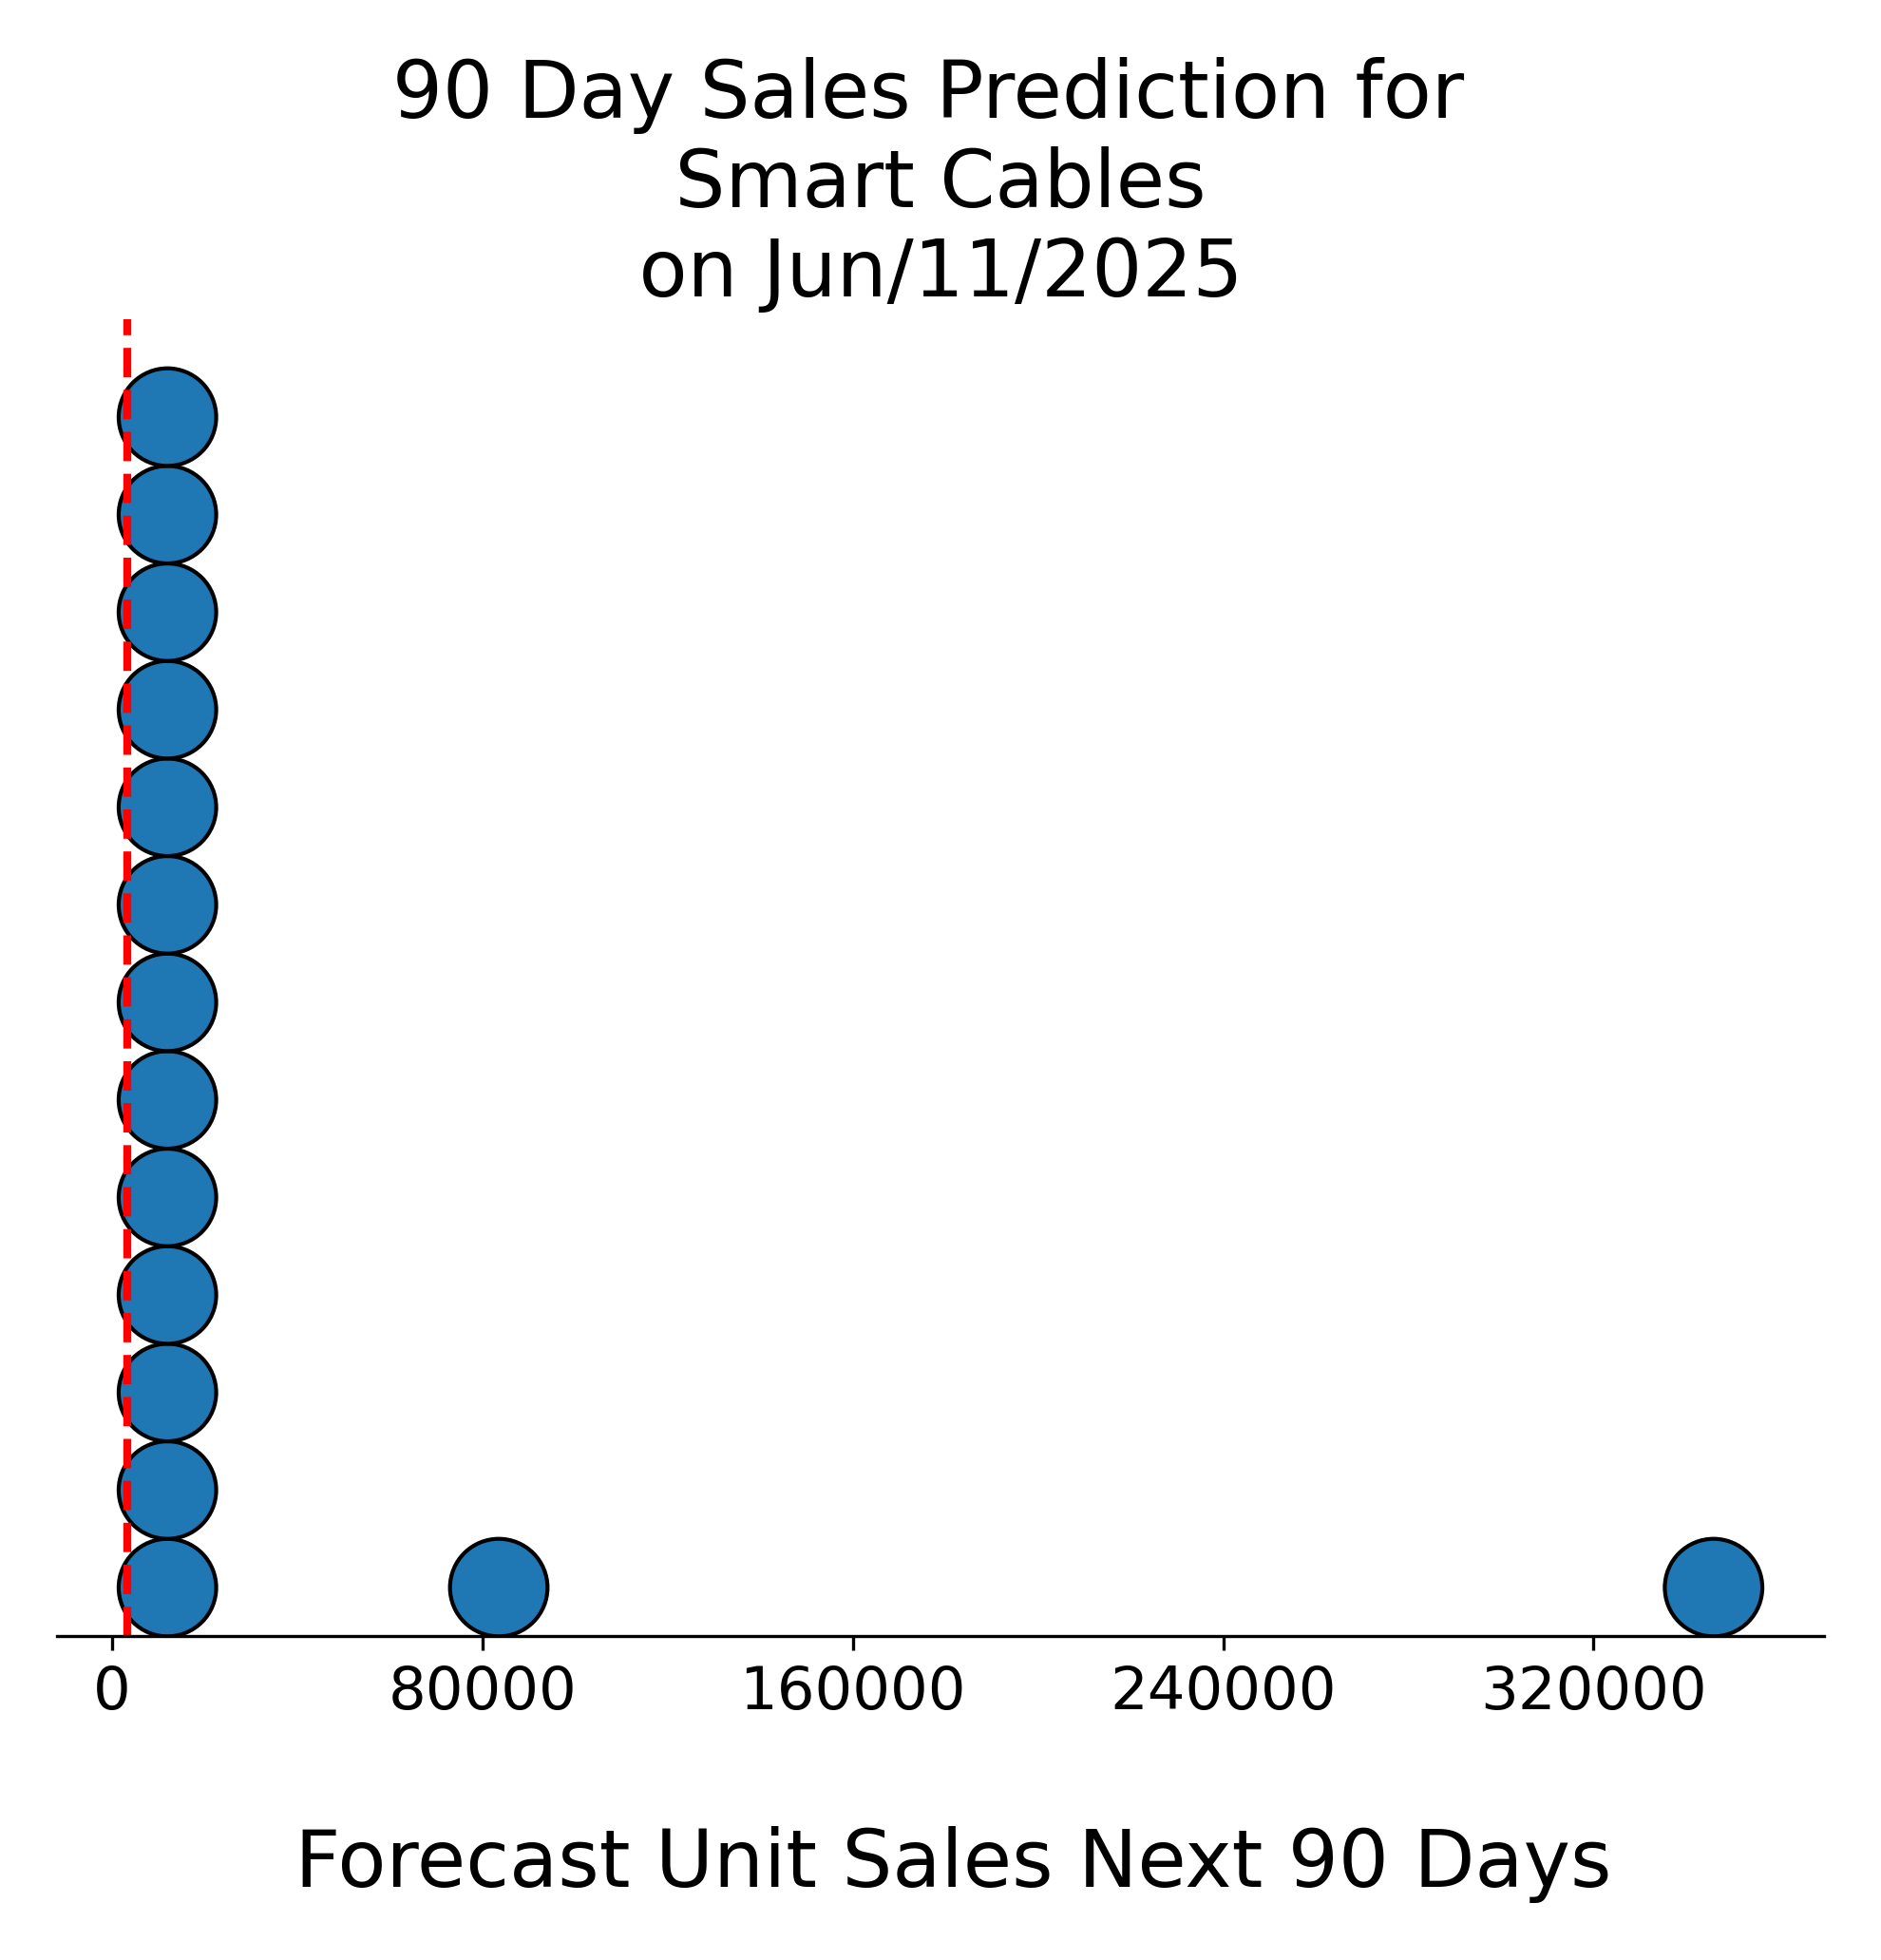 90 Day Sales Prediction for
Smart Cables
on Jun/11/2025
0 80000 160000 240000 320000
Forecast Unit Sales Next 90 Days